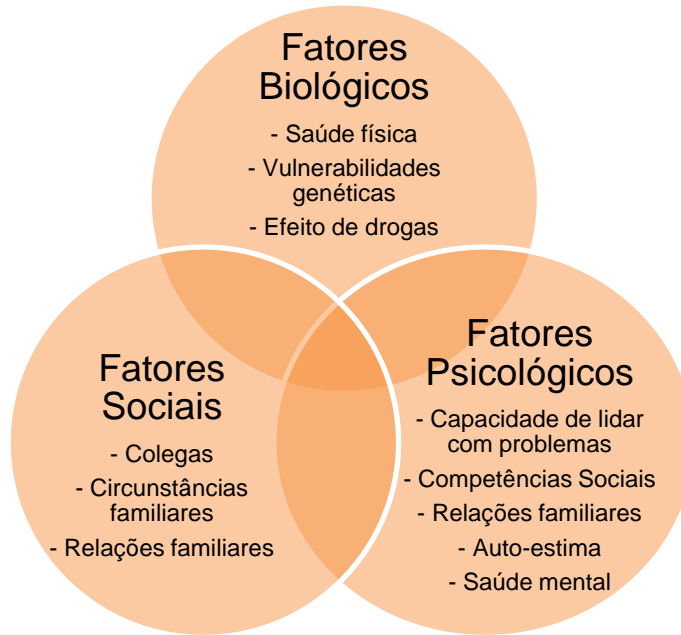 Fatores
Biológicos
- Saúde física
- Vulnerabilidades
genéticas
- Efeito de drogas
Fatores
Sociais
- Colegas
- Circunstâncias
familiares
- Relações familiares
Fatores
Psicológicos
- Capacidade de lidar
com problemas
- Competências Sociais
- Relações familiares
- Auto-estima
- Saúde mental